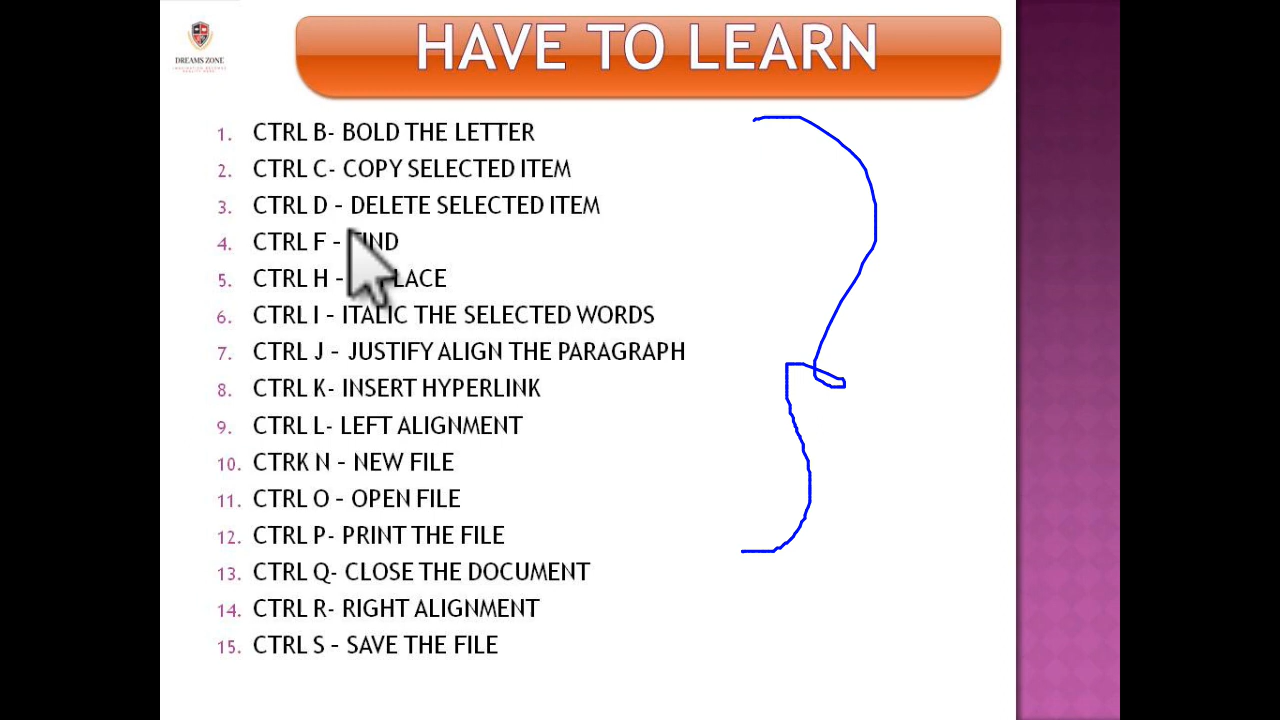 HAVE TO LEARN
DREAMS ZONE
1. CTRL B- BOLD THE LETTER
2. CTRL C- COPY SELECTED ITEM
3. CTRL D – DELETE SELECTED ITEM
4. CTRL F – FIND
5. CTRL H – LACE
6. CTRL I – ITALIC THE SELECTED WORDS
7. CTRL J – JUSTIFY ALIGN THE PARAGRAPH
8. CTRL K- INSERT HYPERLINK
9. CTRL L- LEFT ALIGNMENT
10. CTRK N – NEW FILE
11. CTRL O – OPEN FILE
12. CTRL P- PRINT THE FILE
13. CTRL Q- CLOSE THE DOCUMENT
14. CTRL R- RIGHT ALIGNMENT
15. CTRL S – SAVE THE FILE